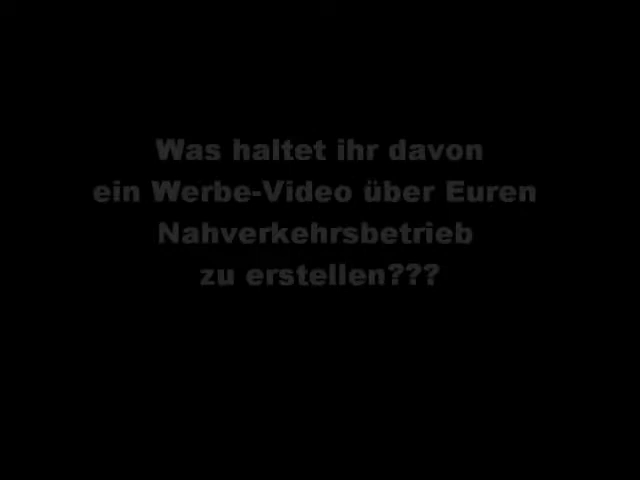 Was haltet ihr davon
ein Werbe-Video über Euren
Nahverkehrsbetrieb
zu erstellen???